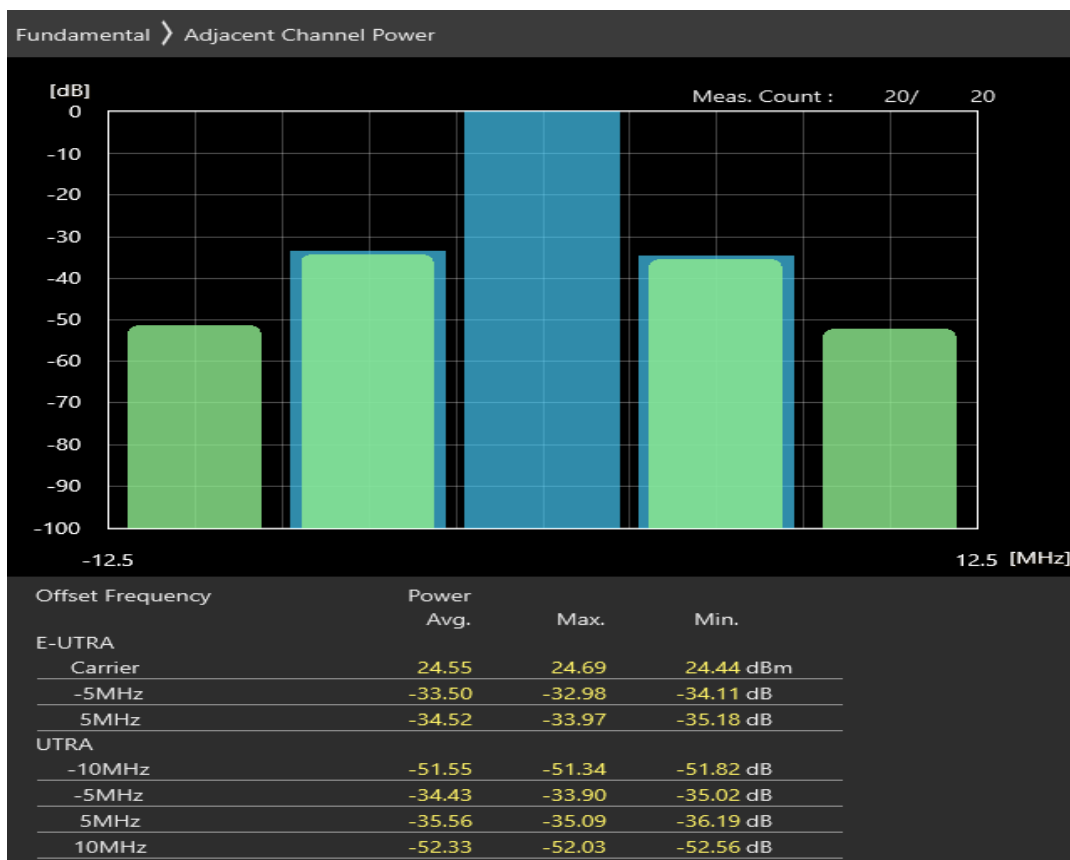 Fundamental 〉 Adjacent Channel Power
[dB]
Meas. Count : 20/ 20
0
-10
-20
-30
-40
-50
-60
-70
-80
-90
-100
-12.5 12.5 [MHz]
Offset Frequency Power
Avg. Max. Min.
E-UTRA
Carrier 24.55 24.69 24.44 dBm
-5MHz -33.50 -32.98 -34.11 dB
5MHz -34.52 -33.97 -35.18 dB
UTRA
-10MHz -51.55 -51.34 -51.82 dB
-5MHz -34.43 -33.90 -35.02 dB
5MHz -35.56 -35.09 -36.19 dB
10MHz -52.33 -52.03 -52.56 dB